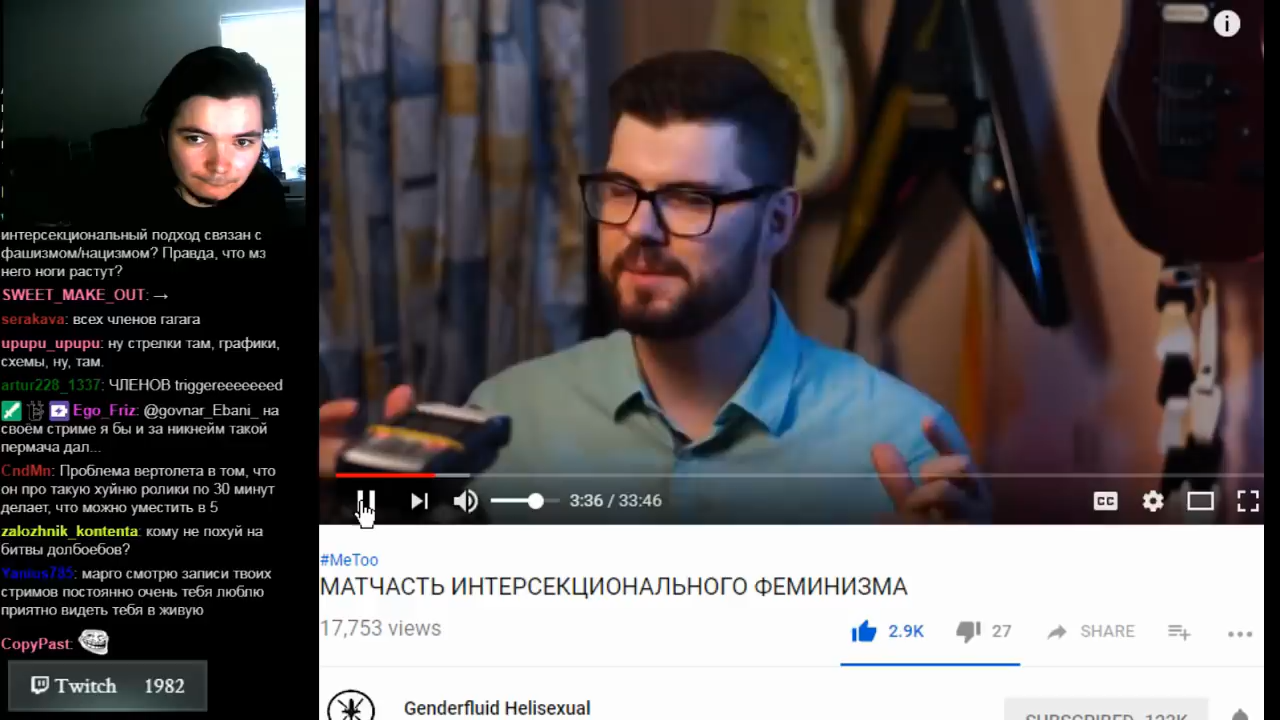 интерсекциональный подход связан с
фашизмом/нацизмом? Правда, что мз
него ноги растут?
SWEET_MAKE_OUT: →
serakava: всех членов гагага
upupu_upupu: ну стрелки там, графики,
схемы, ну, там.
artur228_1337: ЧЛЕНОВ triggereeeeeeed
Ego_Friz: @govnar_Ebani_ на
своём стриме я бы и за никнейм такой
пермача дал...
CndMn: Проблема вертолета в том, что
он про такую хуйню ролики по 30 минут
делает, что можно уместить в 5
zalozhnik_kontenta: кому не похуй на
битвы долбоебов?
Yanius785: марго смотрю записи твоих
стримов постоянно очень тебя люблю
приятно видеть тебя в живую
CopyPast:
Twitch 1982
3:36 / 33:46
CC
#MeToo
МАТЧАСТЬ ИНТЕРСЕКЦИОНАЛЬНОГО ФЕМИНИЗМА
17,753 views
2.9K
27
SHARE
Genderfluid Helisexual
SUBSCRIBED 123K